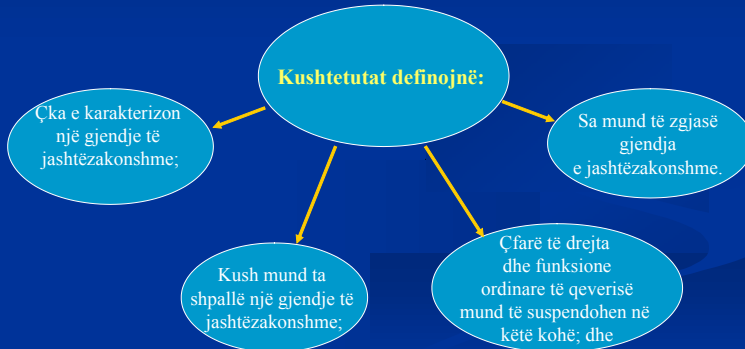 Kushtetutat definojnë:
Çka e karakterizon
një gjendje të
jashtëzakonshme;
Kush mund ta
shpallë një gjendje të
jashtëzakonshme;
Çfarë të drejta
dhe funksione
ordinare të qeverisë
mund të suspendohen në
këtë kohë; dhe
Sa mund të zgjasë
gjendja
e jashtëzakonshme.